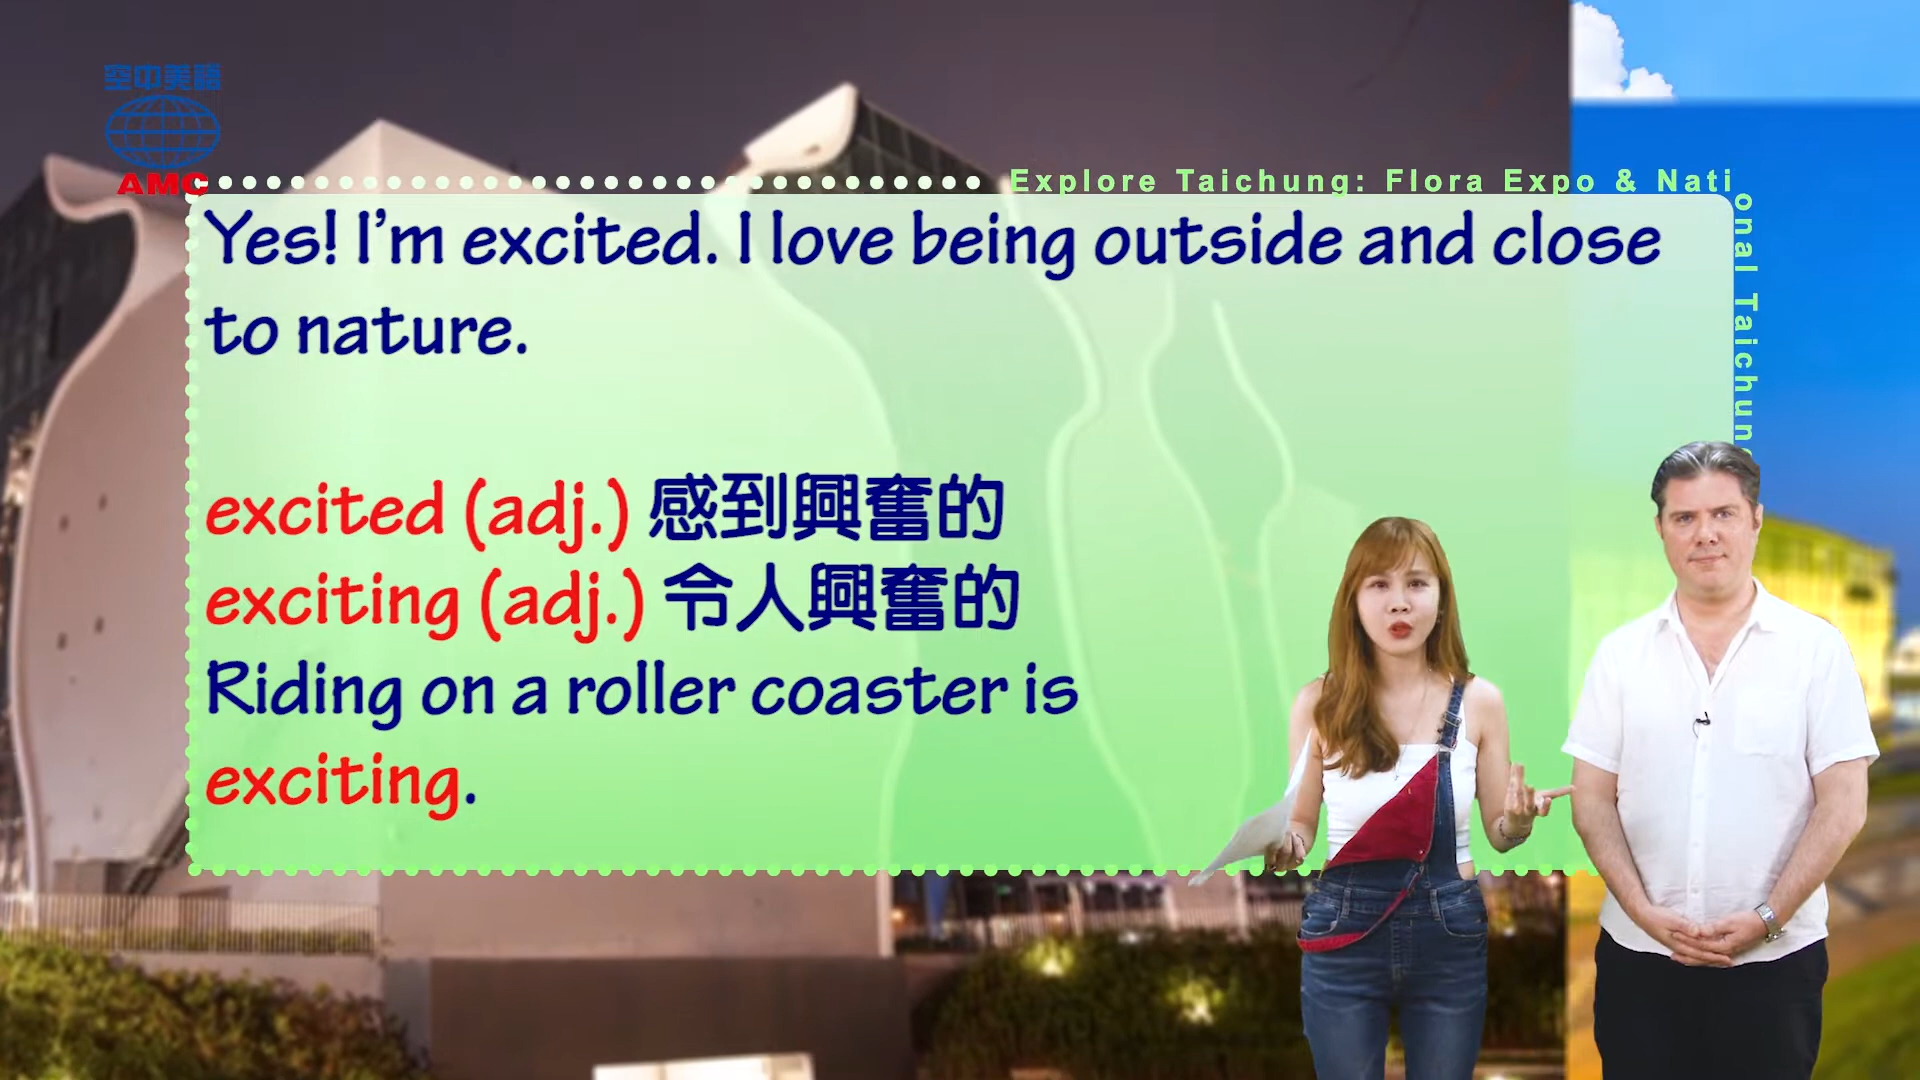 空中美語
AMC
Explore Taichung: Flora Expo & National Taichung
Yes! I'm excited. I love being outside and close
to nature.
excited (adj.) 感到興奮的
exciting (adj.) 令人興奮的
Riding on a roller coaster is
exciting.